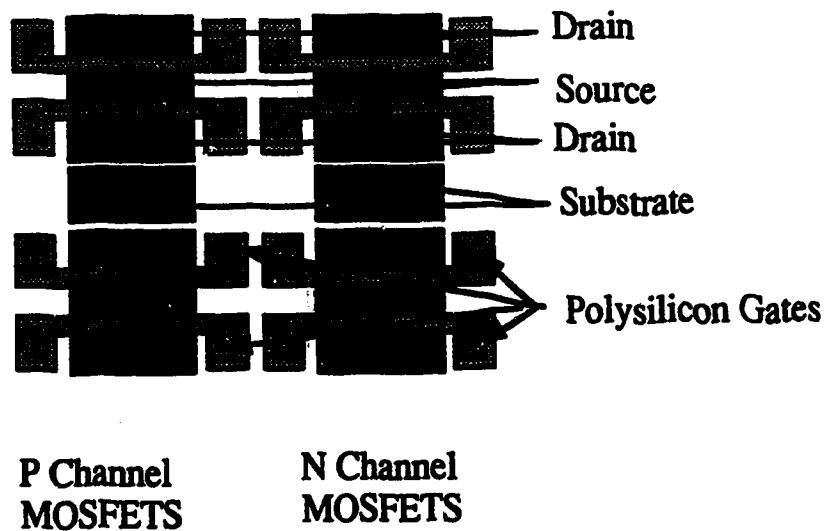 Drain
Source
Drain
Substrate
Polysilicon Gates
P Channel
MOSFETS
N Channel
MOSFETS